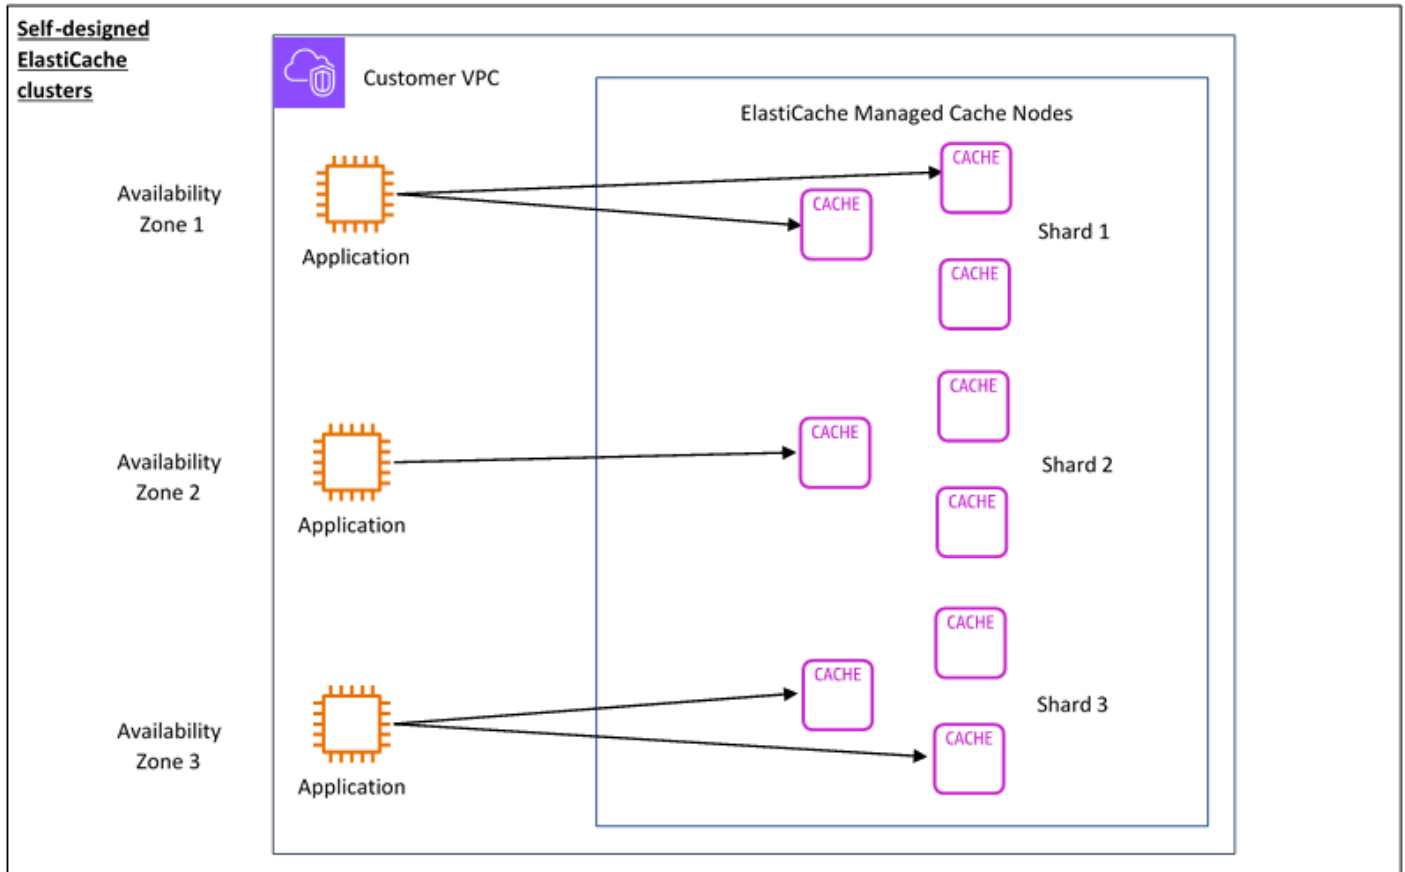 Self-designed
ElastiCache
clusters
Customer VPC
ElastiCache Managed Cache Nodes
Availability
Zone 1
Application
CACHE
CACHE
Shard 1
CACHE
Availability
Zone 2
Application
CACHE
CACHE
Shard 2
CACHE
Availability
Zone 3
Application
CACHE
CACHE
Shard 3
CACHE